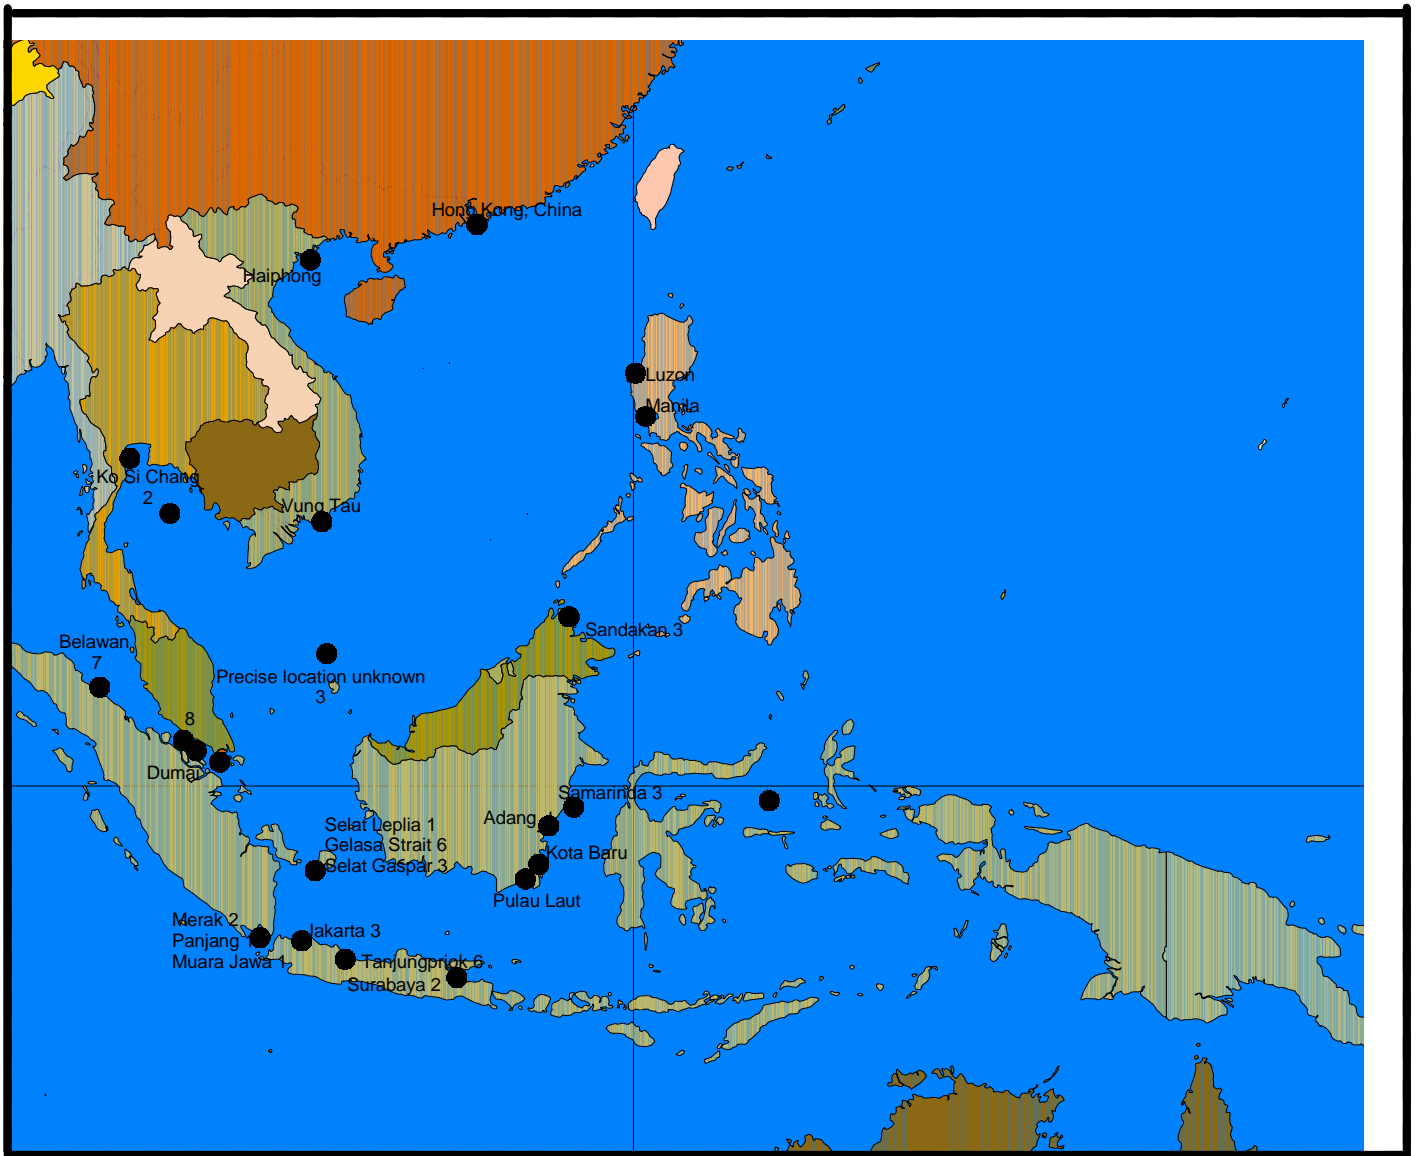 Hong Kong, China
Haiphong
Luzon
Manila
Ko Si Chang
2
Vung Tau
Sandakan 3
Belawan
7
Precise location unknown
3
8
Dumai
Samarinda 3
Adang
Selat Leplia 1
Gelasa Strait 6
Selat Gaspar 3
Kota Baru
Pulau Laut
Merak 2
Panjang 1
Muara Jawa 1
Jakarta 3
Tanjungpriok 6
Surabaya 2